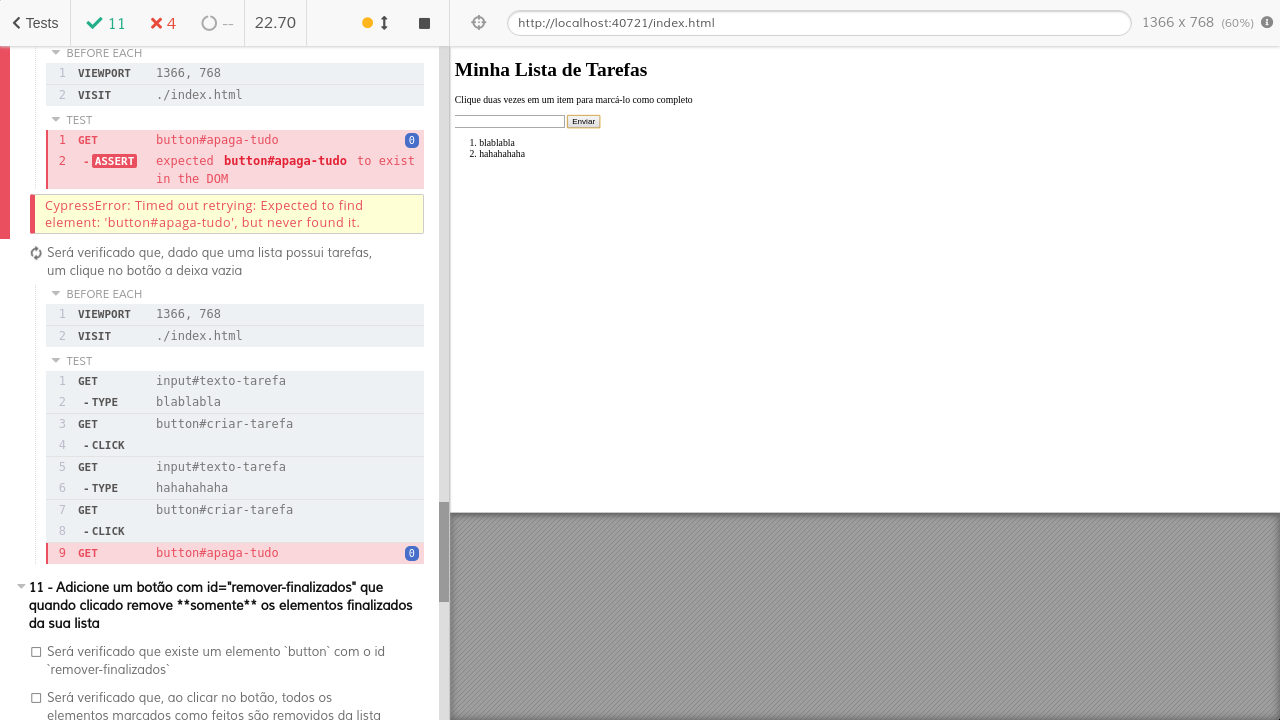 Tests 11 4 -- 22.70 http://localhost:40721/index.html 1366 x 768 (60%)
BEFORE EACH
1 VIEWPORT 1366, 768
2 VISIT ./index.html
TEST
1 GET button#apaga-tudo 0
2 -ASSERT expected button#apaga-tudo to exist
in the DOM
CypressError: Timed out retrying: Expected to find
element: 'button#apaga-tudo', but never found it.
Será verificado que, dado que uma lista possui tarefas,
um clique no botão a deixa vazia
BEFORE EACH
1 VIEWPORT 1366, 768
2 VISIT ./index.html
TEST
1 GET input#texto-tarefa
2 -TYPE blablabla
3 GET button#criar-tarefa
4 -CLICK
5 GET input#texto-tarefa
6 -TYPE hahahahaha
7 GET button#criar-tarefa
8 -CLICK
9 GET button#apaga-tudo 0
11 - Adicione um botão com id="remover-finalizados" que
quando clicado remove **somente** os elementos finalizados
da sua lista
Será verificado que existe um elemento `button` com o id
`remover-finalizados`
Será verificado que, ao clicar no botão, todos os
elementos marcados como feitos são removidos da lista
Minha Lista de Tarefas
Clique duas vezes em um item para marcá-lo como completo
Enviar
1. blablabla
2. hahahahaha